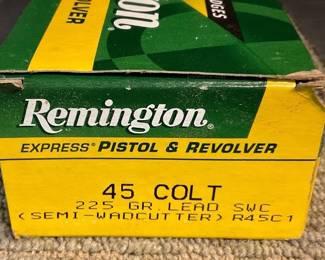 Remington®
EXPRESS® PISTOL & REVOLVER
45 COLT
225 GR. LEAD SWC
(SEMI-WADCUTTER) R45C1